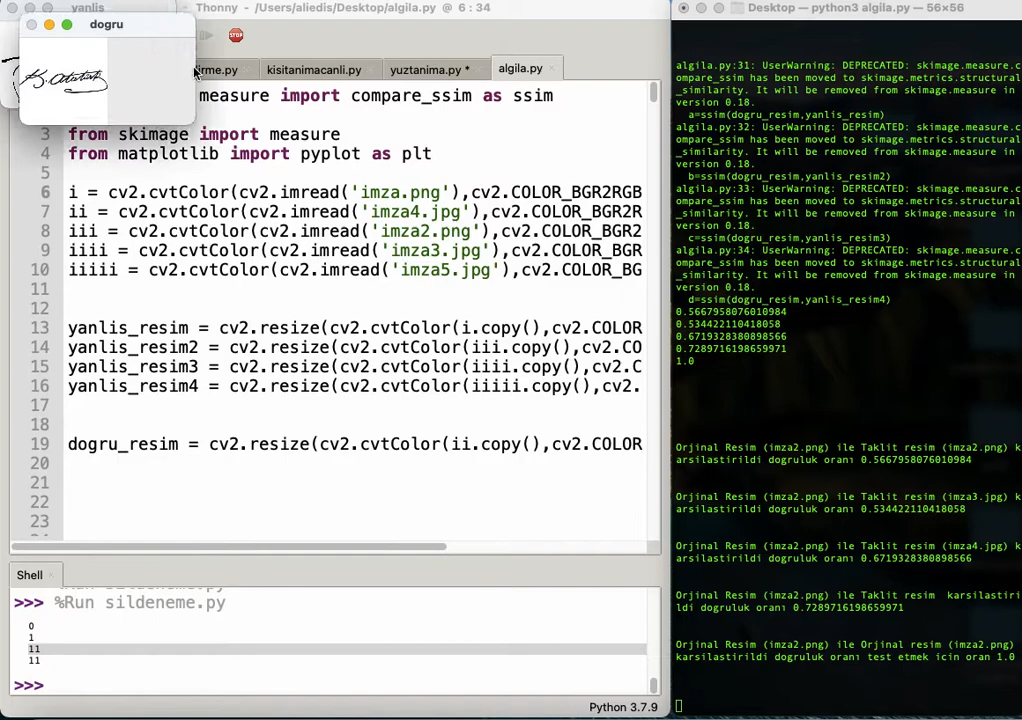 yanlis
Thonny - /Users/aliedis/Desktop/algila.py @ 6 : 34
dogru
irme.py
kisitanimacanli.py
yuztanima.py *
algila.py
measure import compare_ssim as ssim
3 from skimage import measure
4 from matplotlib import pyplot as plt
5
6 i = cv2.cvtColor(cv2.imread('imza.png'),cv2.COLOR_BGR2RGB
7 ii = cv2.cvtColor(cv2.imread('imza4.jpg'),cv2.COLOR_BGR2R
8 iii = cv2.cvtColor(cv2.imread('imza2.png'),cv2.COLOR_BGR2
9 iiii = cv2.cvtColor(cv2.imread('imza3.jpg'),cv2.COLOR_BGR
10 iiiii = cv2.cvtColor(cv2.imread('imza5.jpg'),cv2.COLOR_BG
11
12
13 yanlis_resim = cv2.resize(cv2.cvtColor(i.copy(),cv2.COLOR
14 yanlis_resim2 = cv2.resize(cv2.cvtColor(iii.copy(),cv2.CO
15 yanlis_resim3 = cv2.resize(cv2.cvtColor(iiii.copy(),cv2.C
16 yanlis_resim4 = cv2.resize(cv2.cvtColor(iiiii.copy(),cv2.
17
18
19 dogru_resim = cv2.resize(cv2.cvtColor(ii.copy(),cv2.COLOR
20
21
22
23
Shell
>>> %Run sildeneme.py
0
1
11
11
>>>
Python 3.7.9
Desktop — python3 algila.py — 56×56
algila.py:31: UserWarning: DEPRECATED: skimage.measure.c
ompare_ssim has been moved to skimage.metrics.structural
_similarity. It will be removed from skimage.measure in
version 0.18.
a=ssim(dogru_resim,yanlis_resim)
algila.py:32: UserWarning: DEPRECATED: skimage.measure.c
ompare_ssim has been moved to skimage.metrics.structural
_similarity. It will be removed from skimage.measure in
version 0.18.
b=ssim(dogru_resim,yanlis_resim2)
algila.py:33: UserWarning: DEPRECATED: skimage.measure.c
ompare_ssim has been moved to skimage.metrics.structural
_similarity. It will be removed from skimage.measure in
version 0.18.
c=ssim(dogru_resim,yanlis_resim3)
algila.py:34: UserWarning: DEPRECATED: skimage.measure.c
ompare_ssim has been moved to skimage.metrics.structural
_similarity. It will be removed from skimage.measure in
version 0.18.
d=ssim(dogru_resim,yanlis_resim4)
0.5667958076010984
0.534422110418058
0.6719328380898566
0.7289716198659971
1.0
Orjinal Resim (imza2.png) ile Taklit resim (imza2.png) k
arsilastirildi dogruluk oranı 0.5667958076010984
Orjinal Resim (imza2.png) ile Taklit resim (imza3.jpg) k
arsilastirildi dogruluk oranı 0.534422110418058
Orjinal Resim (imza2.png) ile Taklit resim (imza4.jpg) k
arsilastirildi dogruluk oranı 0.6719328380898566
Orjinal Resim (imza2.png) ile Taklit resim  karsilastiri
ldi dogruluk oranı 0.7289716198659971
Orjinal Resim (imza2.png) ile Orjinal resim (imza2.png)
karsilastirildi dogruluk oranı test etmek icin oran 1.0